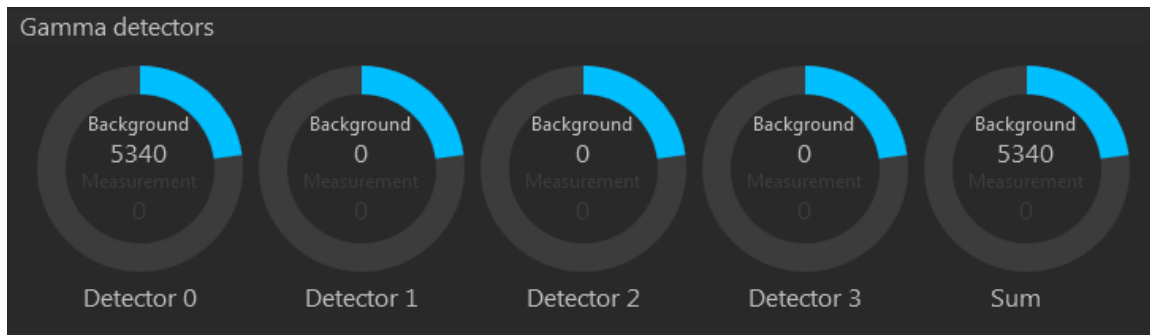 Gamma detectors
Background
5340
Measurement
0
Detector 0
Background
0
Measurement
0
Detector 1
Background
0
Measurement
0
Detector 2
Background
0
Measurement
0
Detector 3
Background
5340
Measurement
0
Sum